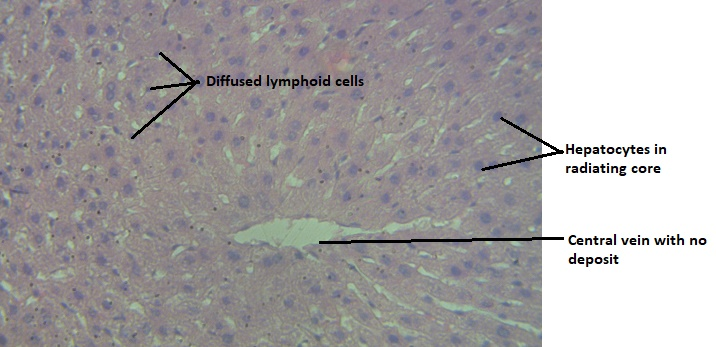 Diffused lymphoid cells
Hepatocytes in
radiating core
Central vein with no
deposit